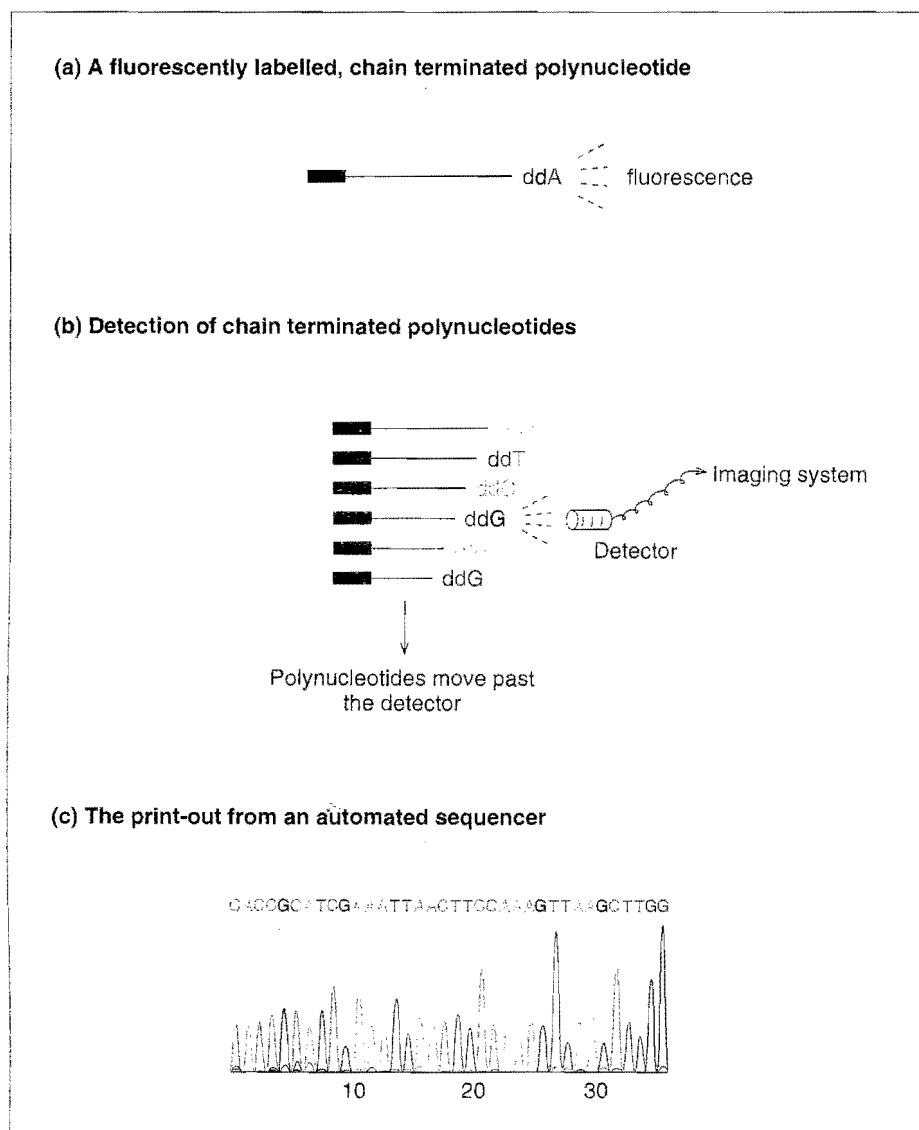 (a) A fluorescently labelled, chain terminated polynucleotide
ddA
fluorescence
(b) Detection of chain terminated polynucleotides
ddT
ddC
ddG
Imaging system
Detector
ddG
Polynucleotides move past
the detector
(c) The print-out from an automated sequencer
10 20 30